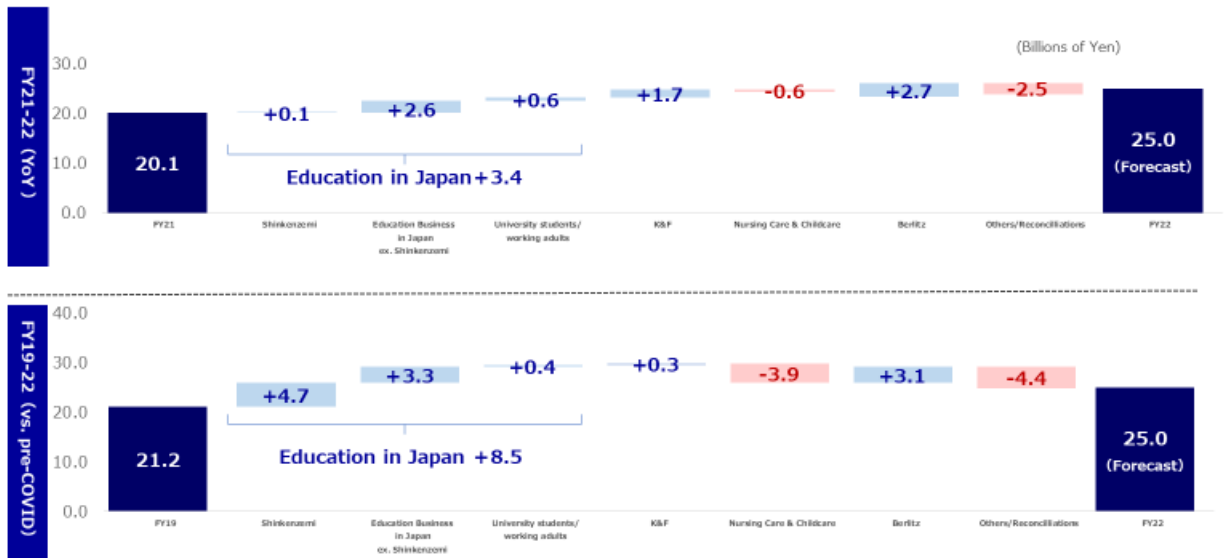 FY21-22 (YoY)
(Billions of Yen)
30.0
20.0
10.0
0.0
20.1
+0.1
+2.6
+0.6
+1.7
-0.6
+2.7
-2.5
25.0
(Forecast)
Education in Japan+3.4
FY21
Shinkenzemi
Education Business
in Japan
ex. Shinkenzemi
University students/
working adults
K&F
Nursing Care & Childcare
Berlitz
Others/Reconcilliations
FY22
FY19-22 (vs. pre-COVID)
40.0
30.0
20.0
10.0
0.0
21.2
+4.7
+3.3
+0.4
+0.3
-3.9
+3.1
-4.4
25.0
(Forecast)
Education in Japan +8.5
FY19
Shinkenzemi
Education Business
in Japan
ex. Shinkenzemi
University students/
working adults
K&F
Nursing Care & Childcare
Berlitz
Others/Reconcilliations
FY22